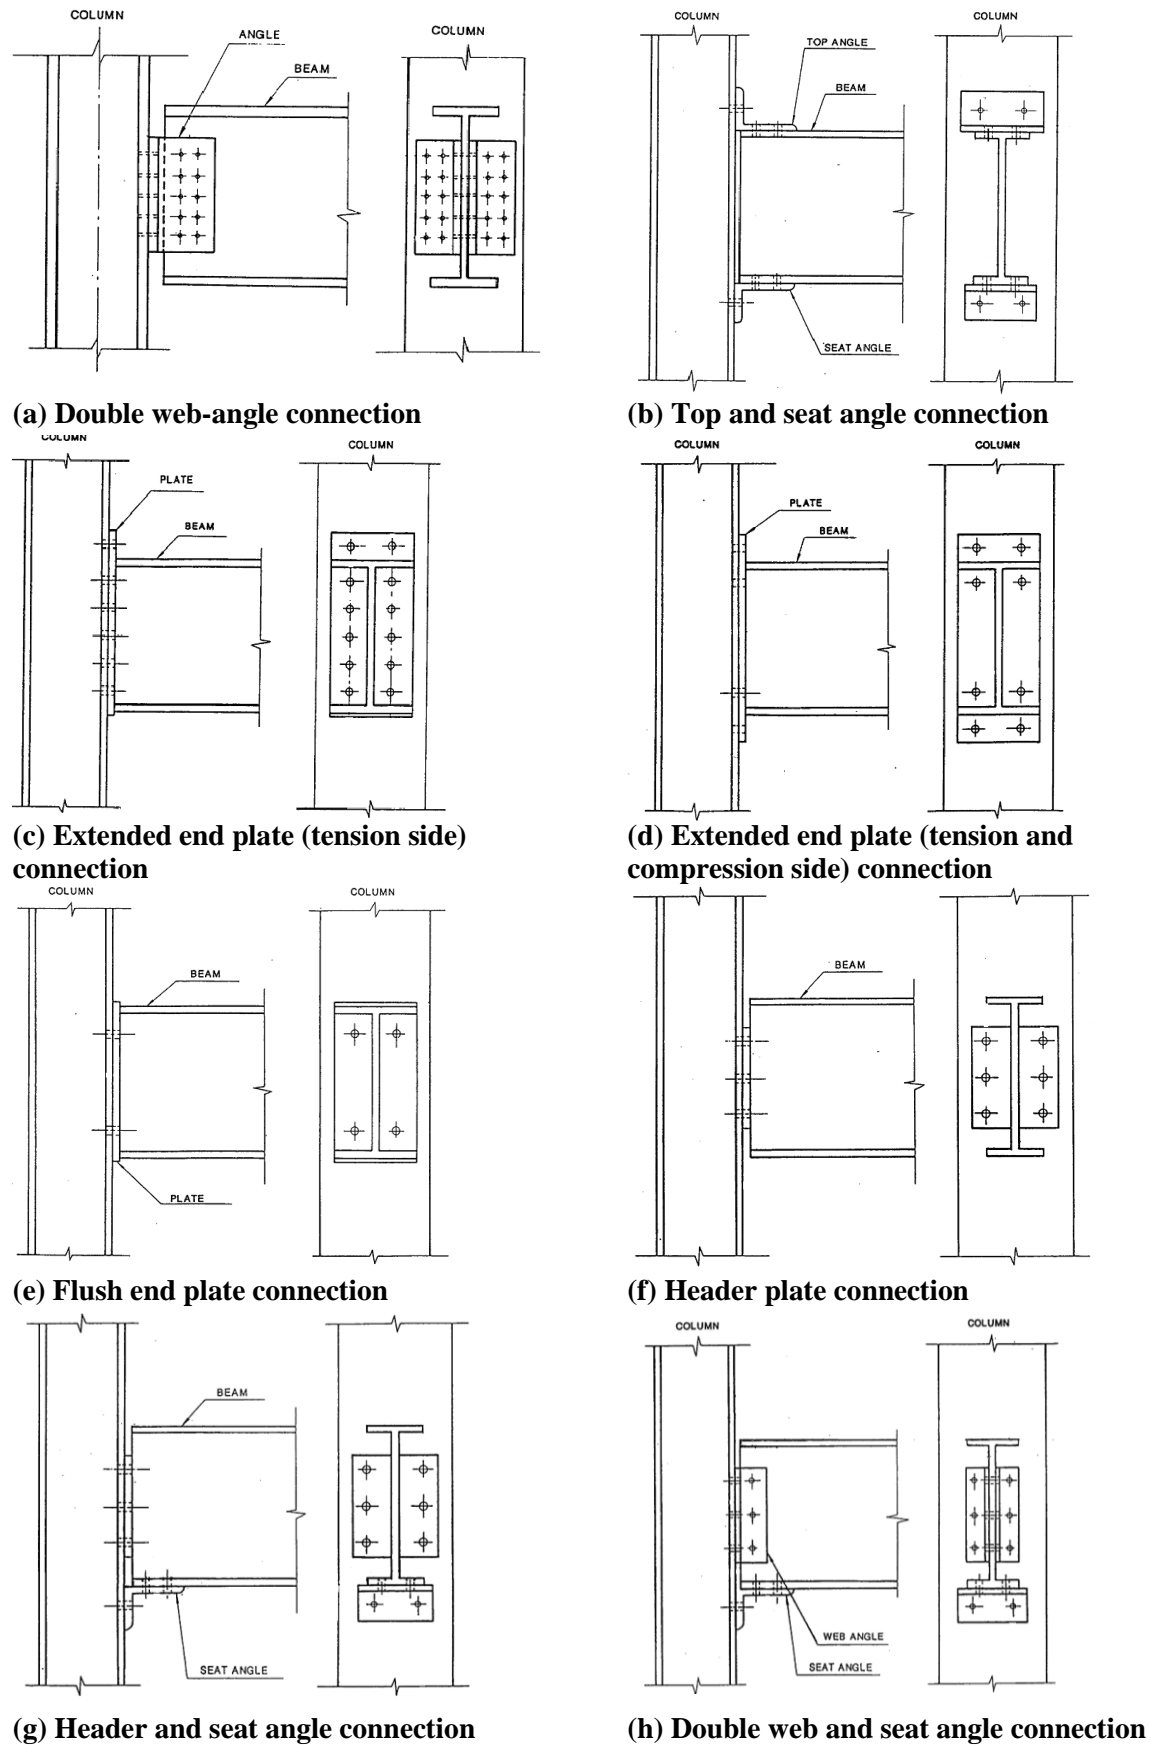 COLUMN
ANGLE
BEAM
COLUMN
(a) Double web-angle connection
COLUMN
TOP ANGLE
BEAM
SEAT ANGLE
COLUMN
(b) Top and seat angle connection
COLUMN
PLATE
BEAM
COLUMN
(c) Extended end plate (tension side)
connection
COLUMN
PLATE
BEAM
COLUMN
(d) Extended end plate (tension and
compression side) connection
COLUMN
BEAM
PLATE
COLUMN
(e) Flush end plate connection
BEAM
(f) Header plate connection
BEAM
SEAT ANGLE
(g) Header and seat angle connection
COLUMN
WEB ANGLE
SEAT ANGLE
COLUMN
(h) Double web and seat angle connection